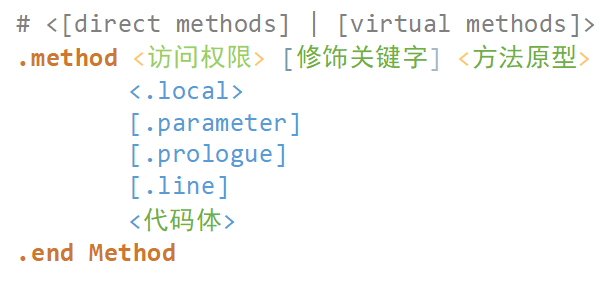 # <[direct methods] | [virtual methods]>
.method <访问权限> [修饰关键字] <方法原型>
<.local>
[.parameter]
[.prologue]
[.line]
<代码体>
.end Method